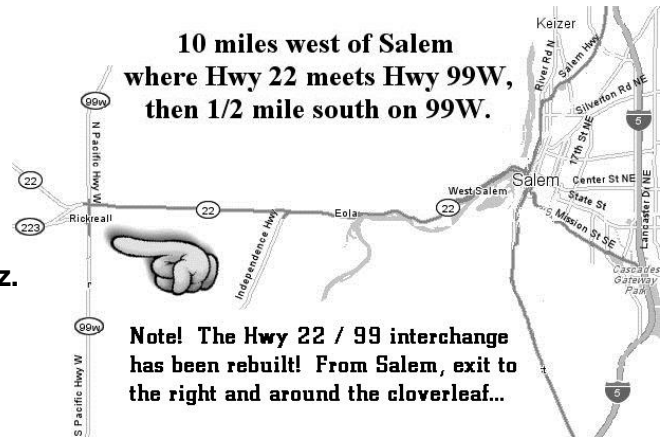 10 miles west of Salem
where Hwy 22 meets Hwy 99W,
then 1/2 mile south on 99W.
Keizer
River Rd N
Salem Hwy
Silverton Rd NE
5
99W
N Pacific Hwy W
17th St NE
22
Center St NE
Salem
West Salem
State St
22
22
Eola
Rickreall
223
S, Mission St SE
Lancaster Dr NE
Independence Hwy
Cascades
Gateway
Park
z.
99W
S Pacific Hwy W
Note! The Hwy 22 / 99 interchange
has been rebuilt! From Salem, exit to
the right and around the cloverleaf...
5